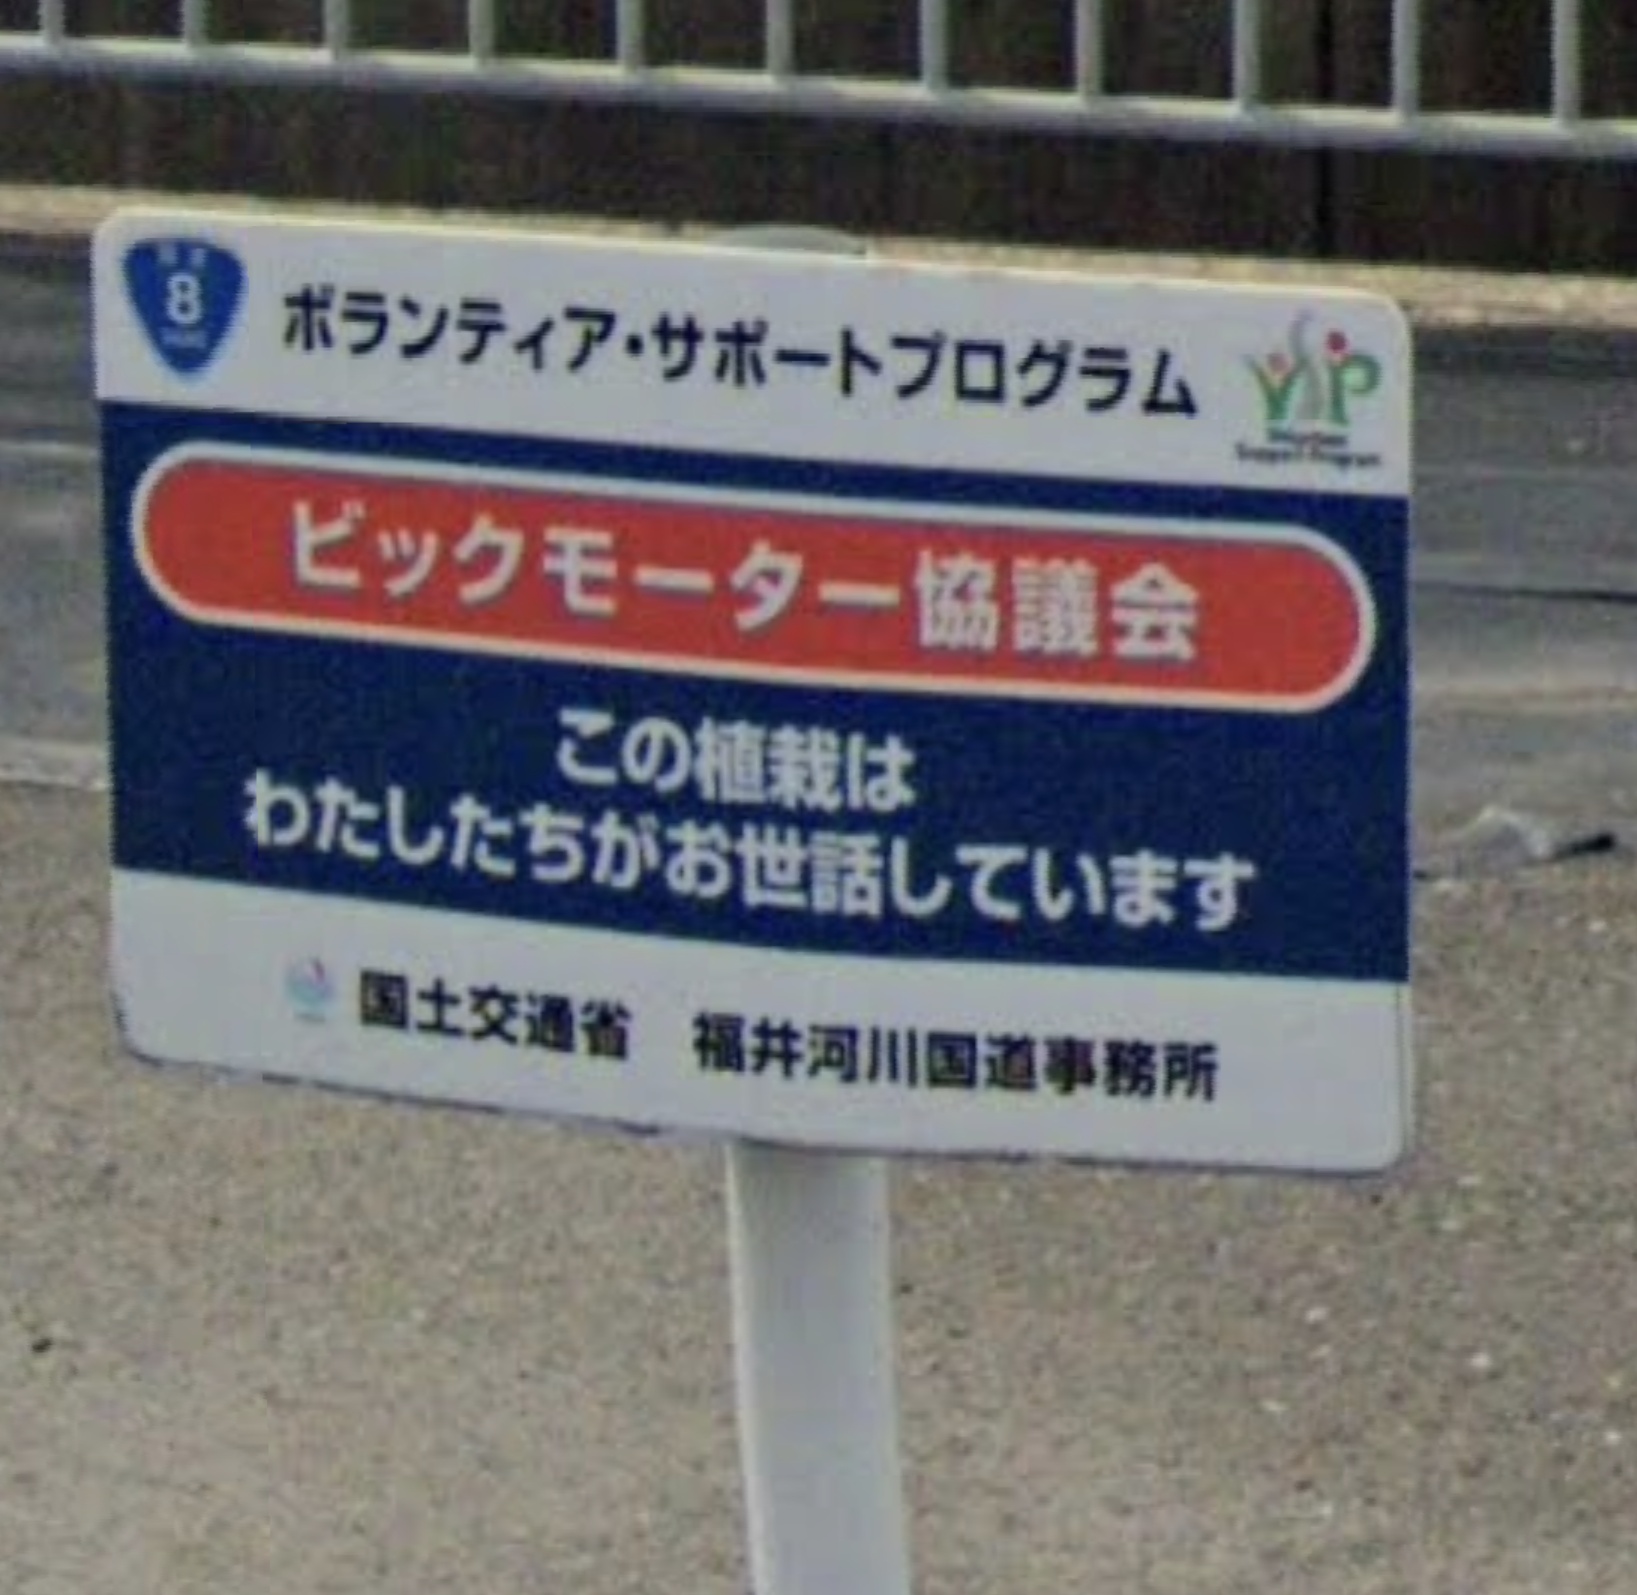 8
ボランティア・サポートプログラム
VSP
Support Program
ビックモーター協議会
この植栽は
わたしたちがお世話しています
国土交通省　福井河川国道事務所